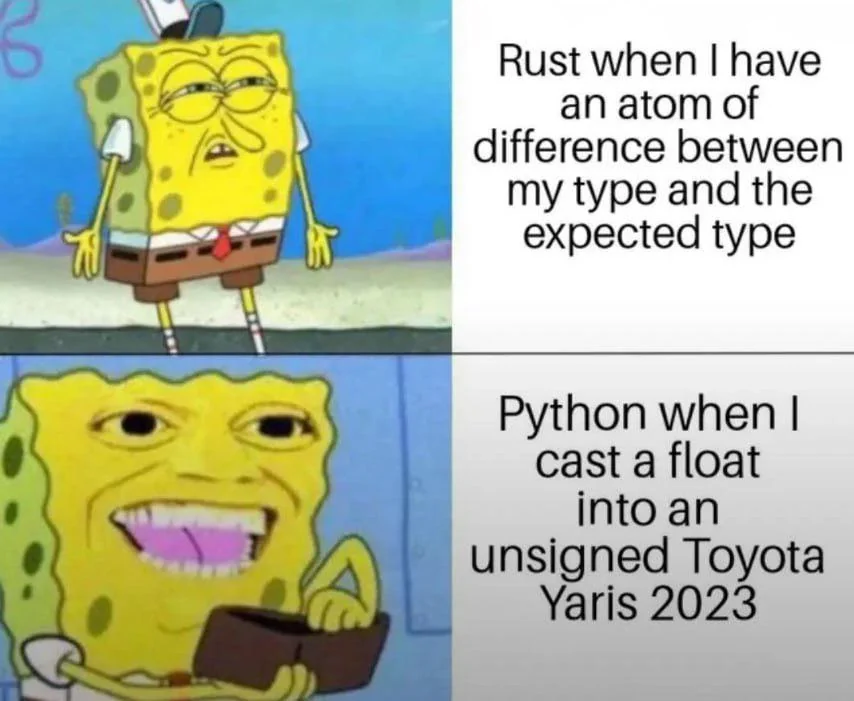 Rust when I have
an atom of
difference between
my type and the
expected type
Python when I
cast a float
into an
unsigned Toyota
Yaris 2023